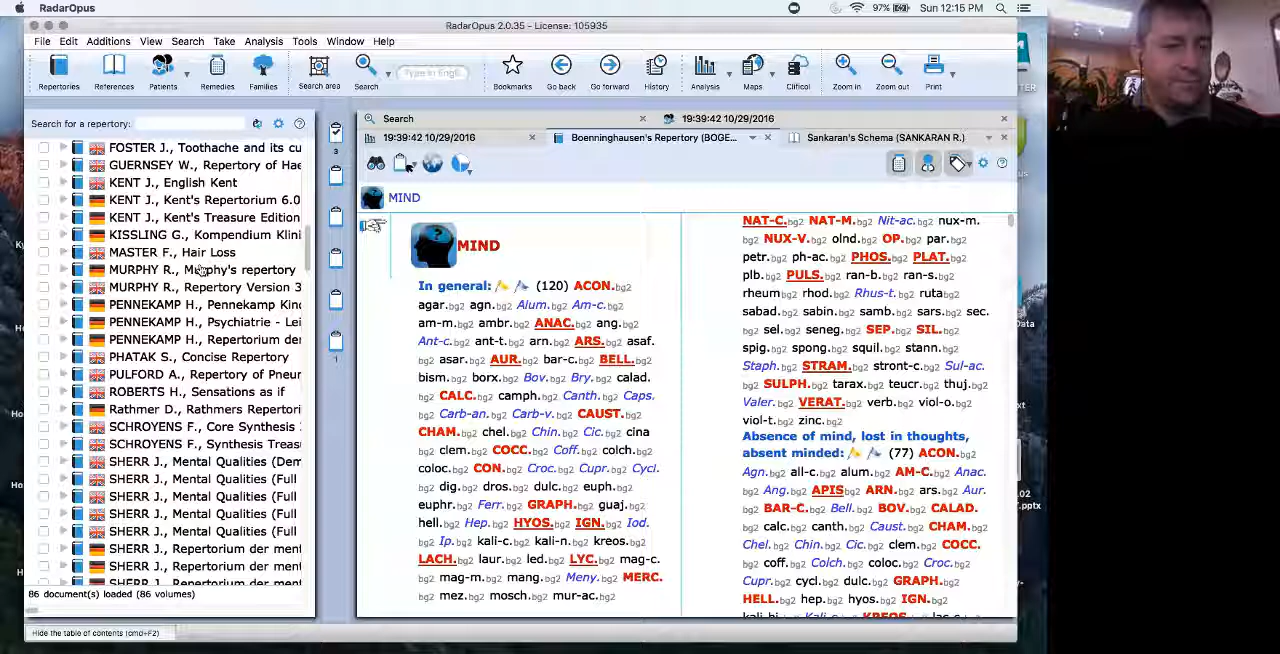 RadarOpus
97%
Sun 12:15 PM
RadarOpus 2.0.35 - License: 105935
File Edit Additions View Search Take Analysis Tools Window Help
Type in Engl
Repertories References Patients Remedies Families Search area Search Bookmarks Go back Go forward History Analysis Maps Clificol Zoom in Zoom out Print
Search for a repertory:
FOSTER J., Toothache and its cu
GUERNSEY W., Repertory of Hae
KENT J., English Kent
KENT J., Kent's Repertory 6.0
KENT J., Kent's Treasure Edition
KISSLING G., Kompendium Klini
MASTER F., Hair Loss
MURPHY R., Murphy's repertory
MURPHY R., Repertory Version 3
PENNEKAMP H., Pennekamp Kind
PENNEKAMP H., Psychiatrie - Lei
PENNEKAMP H., Repertorium der
PHATAK S., Concise Repertory
PULFORD A., Repertory of Pneur
ROBERTS H., Sensations as if
Rathmer D., Rathmers Repertori
SCHROYENS F., Core Synthesis
SCHROYENS F., Synthesis Treasu
SHERR J., Mental Qualities (Dem
SHERR J., Mental Qualities (Full
SHERR J., Mental Qualities (Full
SHERR J., Mental Qualities (Full
SHERR J., Mental Qualities (Full
SHERR J., Repertorium der ment
SHERR J., Repertorium der ment
SHERR J., Repertorium der ment
86 document(s) loaded (86 volumes)
Hide the table of contents (cmd+F2)
3
1
Search
19:39:42 10/29/2016
19:39:42 10/29/2016
Boenninghausen's Repertory (BOGE...
Sankaran's Schema (SANKARAN R.)
MIND
MIND
In general: (120) ACON.bg2
agar.bg2 agn.bg2 Alum.bg2 Am-c.bg2
am-m.bg2 ambr.bg2 ANAC.bg2 ang.bg2
Ant-c.bg2 ant-t.bg2 arn.bg2 ARS.bg2 asaf.
bg2 asar.bg2 AUR.bg2 bar-c.bg2 BELL.bg2
bism.bg2 borx.bg2 Bov.bg2 Bry.bg2 calad.
bg2 CALC.bg2 camph.bg2 Canth.bg2 Caps.
bg2 Carb-an.bg2 Carb-v.bg2 CAUST.bg2
CHAM.bg2 chel.bg2 Chin.bg2 Cic.bg2 cina
bg2 clem.bg2 COCC.bg2 Coff.bg2 colch.bg2
coloc.bg2 CON.bg2 Croc.bg2 Cupr.bg2 Cycl.
bg2 dig.bg2 dros.bg2 dulc.bg2 euph.bg2
euphr.bg2 Ferr.bg2 GRAPH.bg2 guaj.bg2
hell.bg2 Hep.bg2 HYOS.bg2 IGN.bg2 Iod.
bg2 Ip.bg2 kali-c.bg2 kali-n.bg2 kreos.bg2
LACH.bg2 laur.bg2 led.bg2 LYC.bg2 mag-c.
bg2 mag-m.bg2 mang.bg2 Meny.bg2 MERC.
bg2 mez.bg2 mosch.bg2 mur-ac.bg2
NAT-C.bg2 NAT-M.bg2 Nit-ac.bg2 nux-m.
bg2 NUX-V.bg2 olnd.bg2 OP.bg2 par.bg2
petr.bg2 ph-ac.bg2 PHOS.bg2 PLAT.bg2
plb.bg2 PULS.bg2 ran-b.bg2 ran-s.bg2
rheum bg2 rhod.bg2 Rhus-t.bg2 ruta bg2
sabad.bg2 sabin.bg2 samb.bg2 sars.bg2 sec.
bg2 sel.bg2 seneg.bg2 SEP.bg2 SIL.bg2
spig.bg2 spong.bg2 squil.bg2 stann.bg2
Staph.bg2 STRAM.bg2 stront-c.bg2 Sul-ac.
bg2 SULPH.bg2 tarax.bg2 teucr.bg2 thuj.bg2
Valer.bg2 VERAT.bg2 verb.bg2 viol-o.bg2
viol-t.bg2 zinc.bg2
Absence of mind, lost in thoughts,
absent minded: (77) ACON.bg2
Agn.bg2 all-c.bg2 alum.bg2 AM-C.bg2 Anac.
bg2 Ang.bg2 APIS bg2 ARN.bg2 ars.bg2 Aur.
bg2 BAR-C.bg2 Bell.bg2 BOV.bg2 CALAD.
bg2 calc.bg2 canth.bg2 Caust.bg2 CHAM.bg2
Chel.bg2 Chin.bg2 Cic.bg2 clem.bg2 COCC.
bg2 coff.bg2 Colch.bg2 coloc.bg2 Croc.bg2
Cupr.bg2 cycl.bg2 dulc.bg2 GRAPH.bg2
HELL.bg2 hep.bg2 hyos.bg2 IGN.bg2